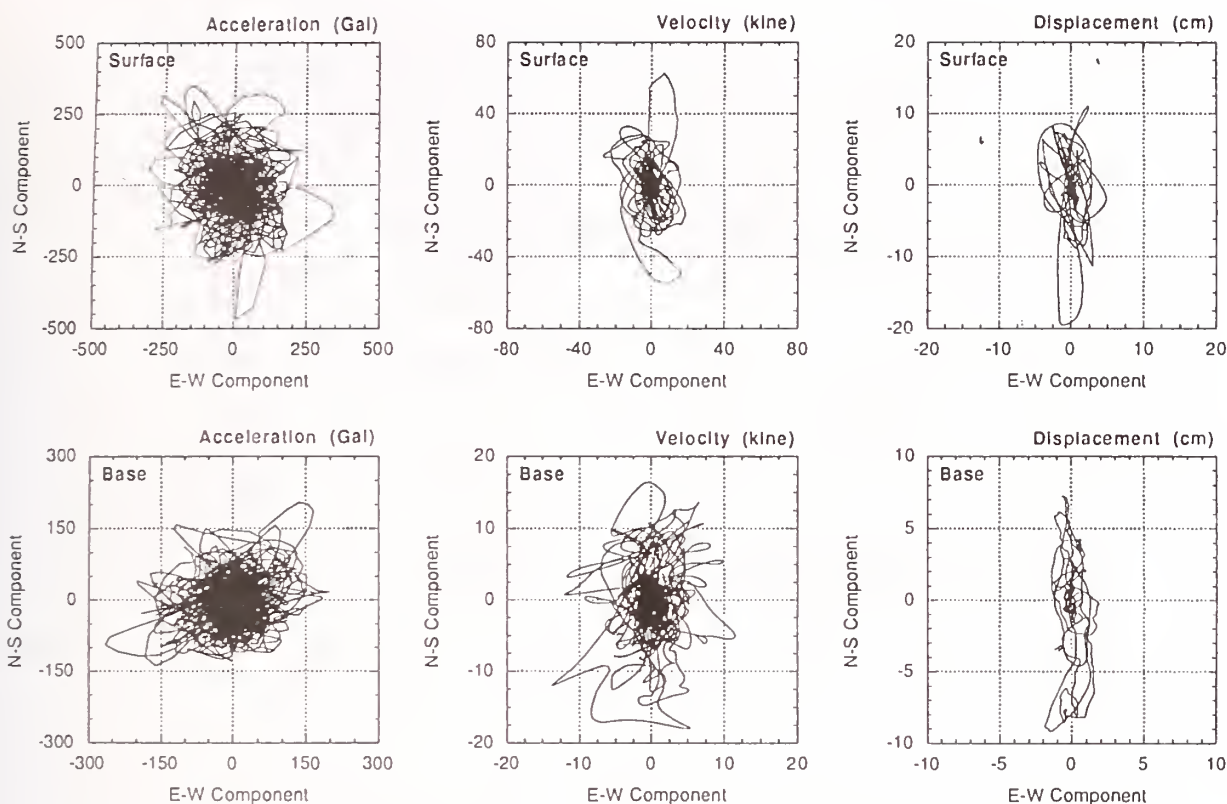 Acceleration (Gal)
500
Surface
250
0
-250
-500
N-S Component
-500 -250 0 250 500
E-W Component
Velocity (kine)
80
Surface
40
0
-40
-80
N-S Component
-80 -40 0 40 80
E-W Component
Displacement (cm)
20
Surface
10
0
-10
-20
N-S Component
-20 -10 0 10 20
E-W Component
Acceleration (Gal)
300
Base
150
0
-150
-300
N-S Component
-300 -150 0 150 300
E-W Component
Velocity (kine)
20
Base
10
0
-10
-20
N-S Component
-20 -10 0 10 20
E-W Component
Displacement (cm)
10
Base
5
0
-5
-10
N-S Component
-10 -5 0 5 10
E-W Component